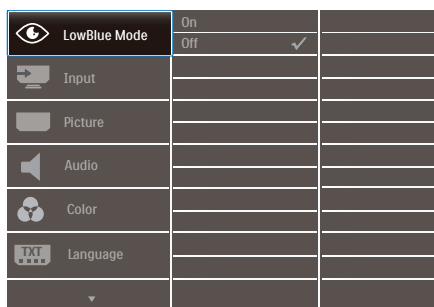 LowBlue Mode
On
Off
Input
Picture
Audio
Color
TXT
Language